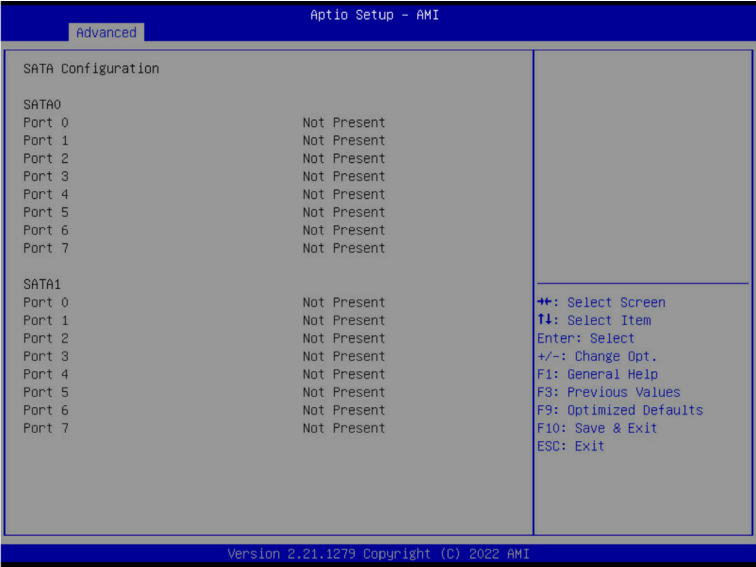 Aptio Setup – AMI
Advanced
SATA Configuration
SATA0
Port 0 Not Present
Port 1 Not Present
Port 2 Not Present
Port 3 Not Present
Port 4 Not Present
Port 5 Not Present
Port 6 Not Present
Port 7 Not Present
SATA1
Port 0 Not Present
Port 1 Not Present
Port 2 Not Present
Port 3 Not Present
Port 4 Not Present
Port 5 Not Present
Port 6 Not Present
Port 7 Not Present
→←: Select Screen
↑↓: Select Item
Enter: Select
+/-: Change Opt.
F1: General Help
F3: Previous Values
F9: Optimized Defaults
F10: Save & Exit
ESC: Exit
Version 2.21.1279 Copyright (C) 2022 AMI